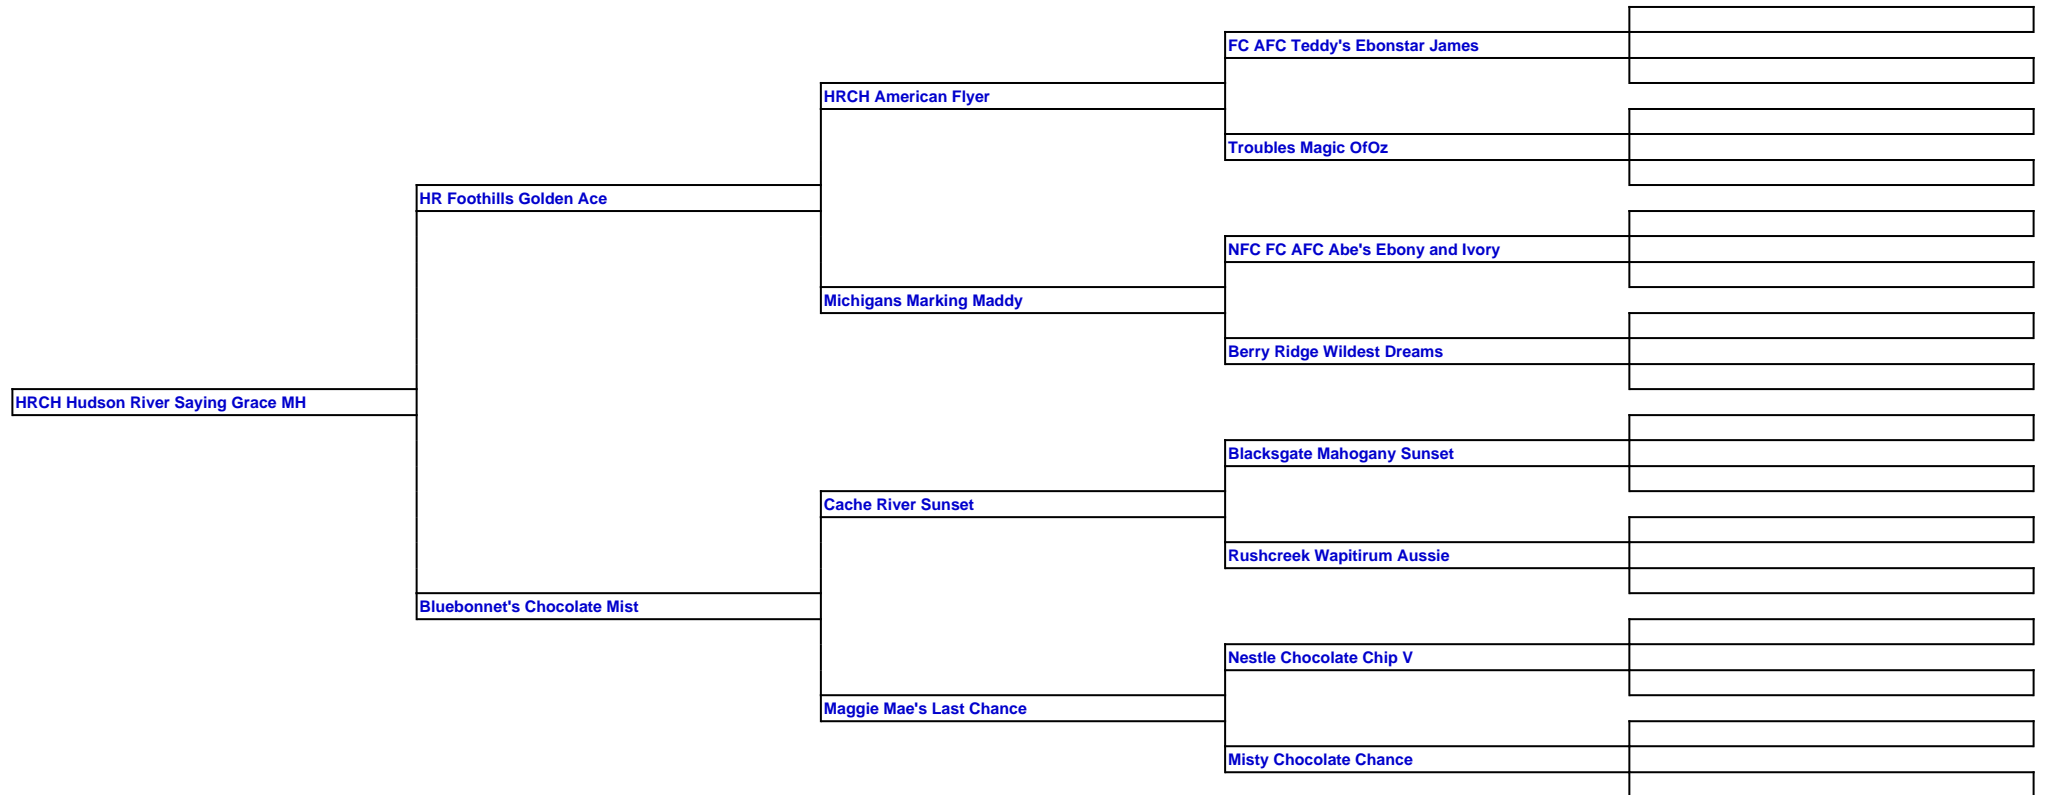 FC AFC Teddy's Ebonstar James
HRCH American Flyer
Troubles Magic OfOz
HR Foothills Golden Ace
NFC FC AFC Abe's Ebony and Ivory
Michigans Marking Maddy
Berry Ridge Wildest Dreams
HRCH Hudson River Saying Grace MH
Blacksgate Mahogany Sunset
Cache River Sunset
Rushcreek Wapitirum Aussie
Bluebonnet's Chocolate Mist
Nestle Chocolate Chip V
Maggie Mae's Last Chance
Misty Chocolate Chance